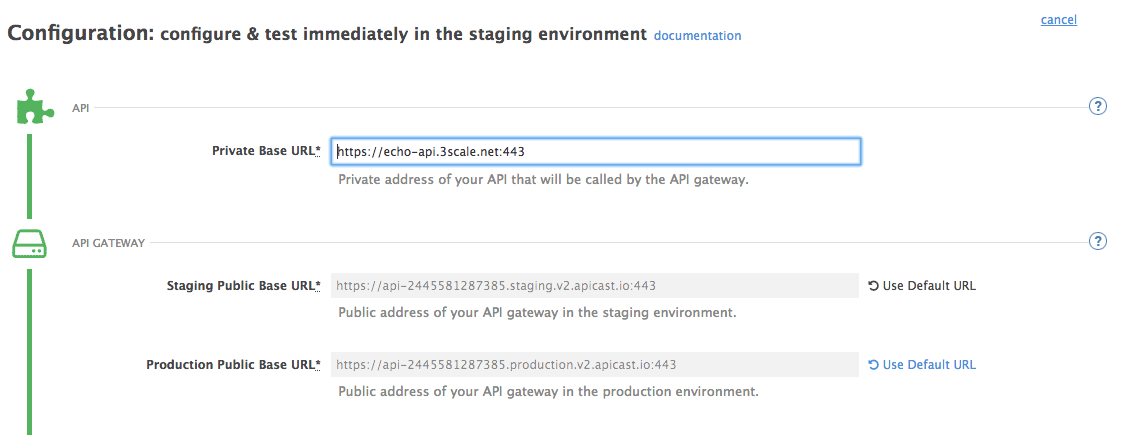 cancel
Configuration: configure & test immediately in the staging environment documentation
API ?
Private Base URL* https://echo-api.3scale.net:443
Private address of your API that will be called by the API gateway.
API GATEWAY ?
Staging Public Base URL* https://api-2445581287385.staging.v2.apicast.io:443 Use Default URL
Public address of your API gateway in the staging environment.
Production Public Base URL* https://api-2445581287385.production.v2.apicast.io:443 Use Default URL
Public address of your API gateway in the production environment.